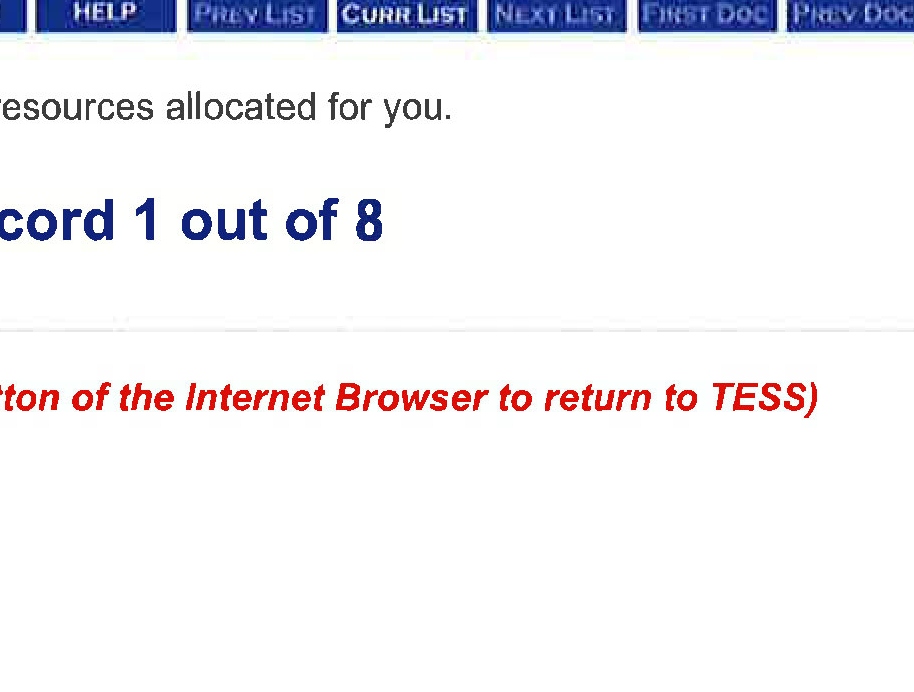 HELP PREV LIST CURR LIST NEXT LIST FIRST DOC PREV DOC
resources allocated for you.
cord 1 out of 8
tton of the Internet Browser to return to TESS)